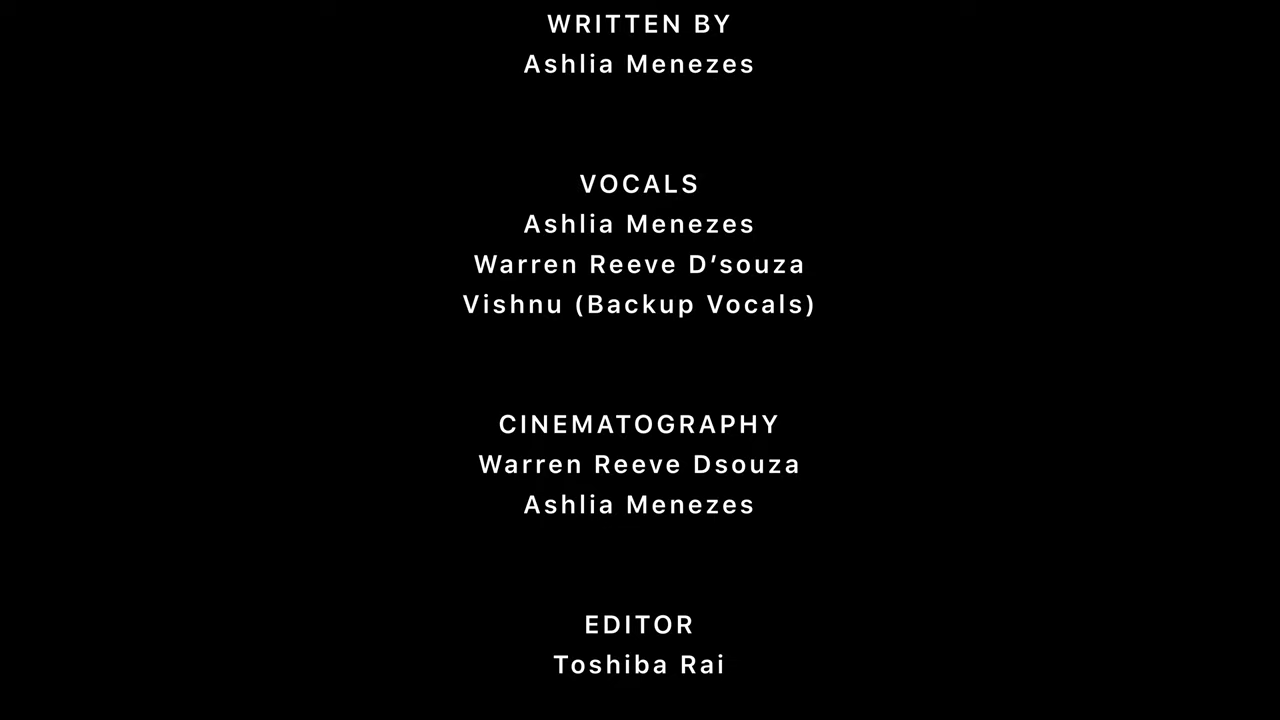 WRITTEN BY
Ashlia Menezes
VOCALS
Ashlia Menezes
Warren Reeve D’souza
Vishnu (Backup Vocals)
CINEMATOGRAPHY
Warren Reeve Dsouza
Ashlia Menezes
EDITOR
Toshiba Rai